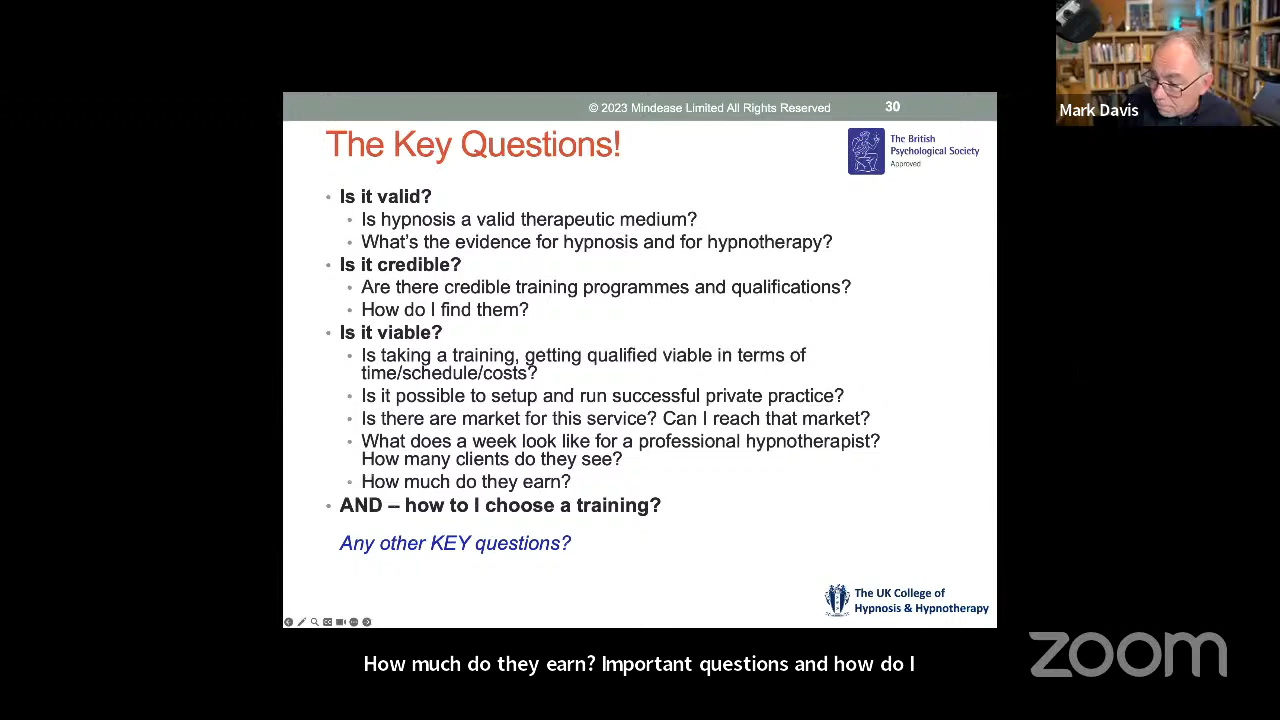 Mark Davis
© 2023 Mindease Limited All Rights Reserved 30
The Key Questions!
The British
Psychological Society
Approved
• Is it valid?
• Is hypnosis a valid therapeutic medium?
• What's the evidence for hypnosis and for hypnotherapy?
• Is it credible?
• Are there credible training programmes and qualifications?
• How do I find them?
• Is it viable?
• Is taking a training, getting qualified viable in terms of
time/schedule/costs?
• Is it possible to setup and run successful private practice?
• Is there are market for this service? Can I reach that market?
• What does a week look like for a professional hypnotherapist?
How many clients do they see?
• How much do they earn?
• AND – how to I choose a training?
Any other KEY questions?
The UK College of
Hypnosis & Hypnotherapy
How much do they earn? Important questions and how do I
zoom